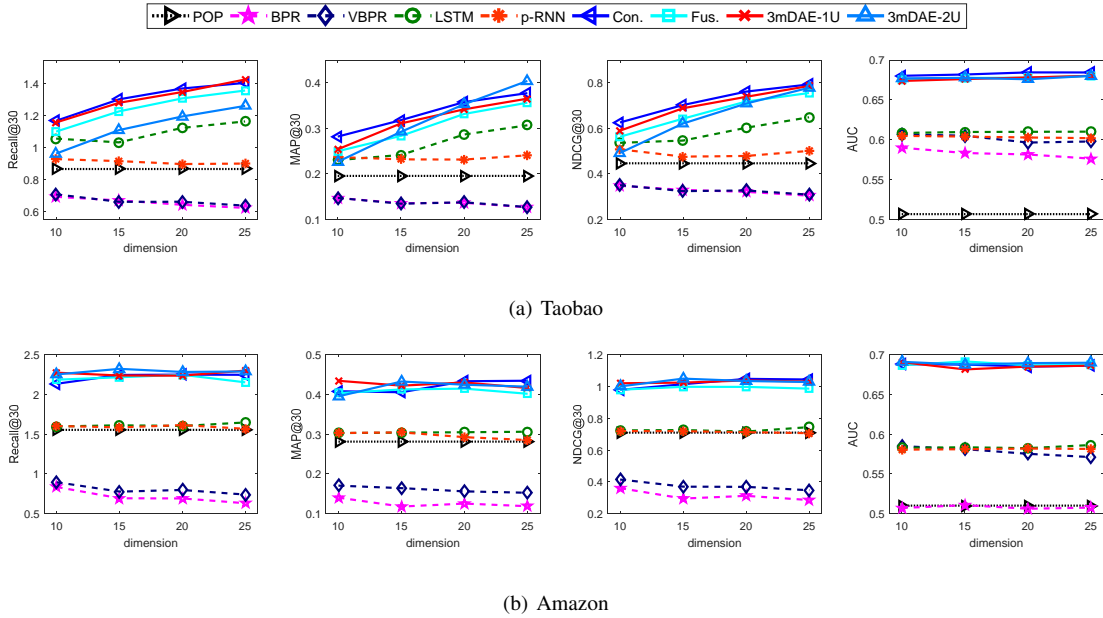 POP BPR VBPR LSTM p-RNN Con. Fus. 3mDAE-1U 3mDAE-2U
Recall@30
1.4
1.2
1
0.8
0.6
10 15 20 25
dimension
MAP@30
0.4
0.3
0.2
0.1
10 15 20 25
dimension
NDCG@30
1
0.8
0.6
0.4
0.2
10 15 20 25
dimension
AUC
0.7
0.65
0.6
0.55
0.5
10 15 20 25
dimension
(a) Taobao
Recall@30
2.5
2
1.5
1
0.5
10 15 20 25
dimension
MAP@30
0.5
0.4
0.3
0.2
0.1
10 15 20 25
dimension
NDCG@30
1.2
1
0.8
0.6
0.4
0.2
10 15 20 25
dimension
AUC
0.7
0.65
0.6
0.55
0.5
10 15 20 25
dimension
(b) Amazon